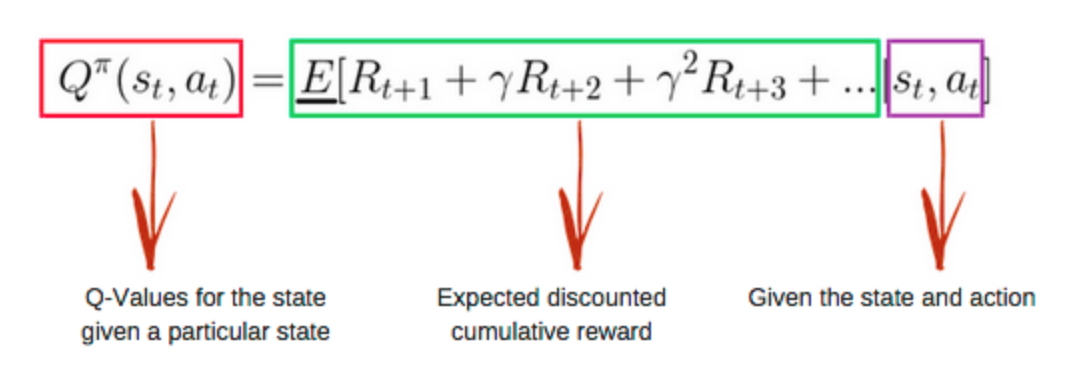 Q^π(s_t, a_t) = E[R_{t+1} + γR_{t+2} + γ²R_{t+3} + ...|s_t, a_t]
Q-Values for the state
given a particular state
Expected discounted
cumulative reward
Given the state and action